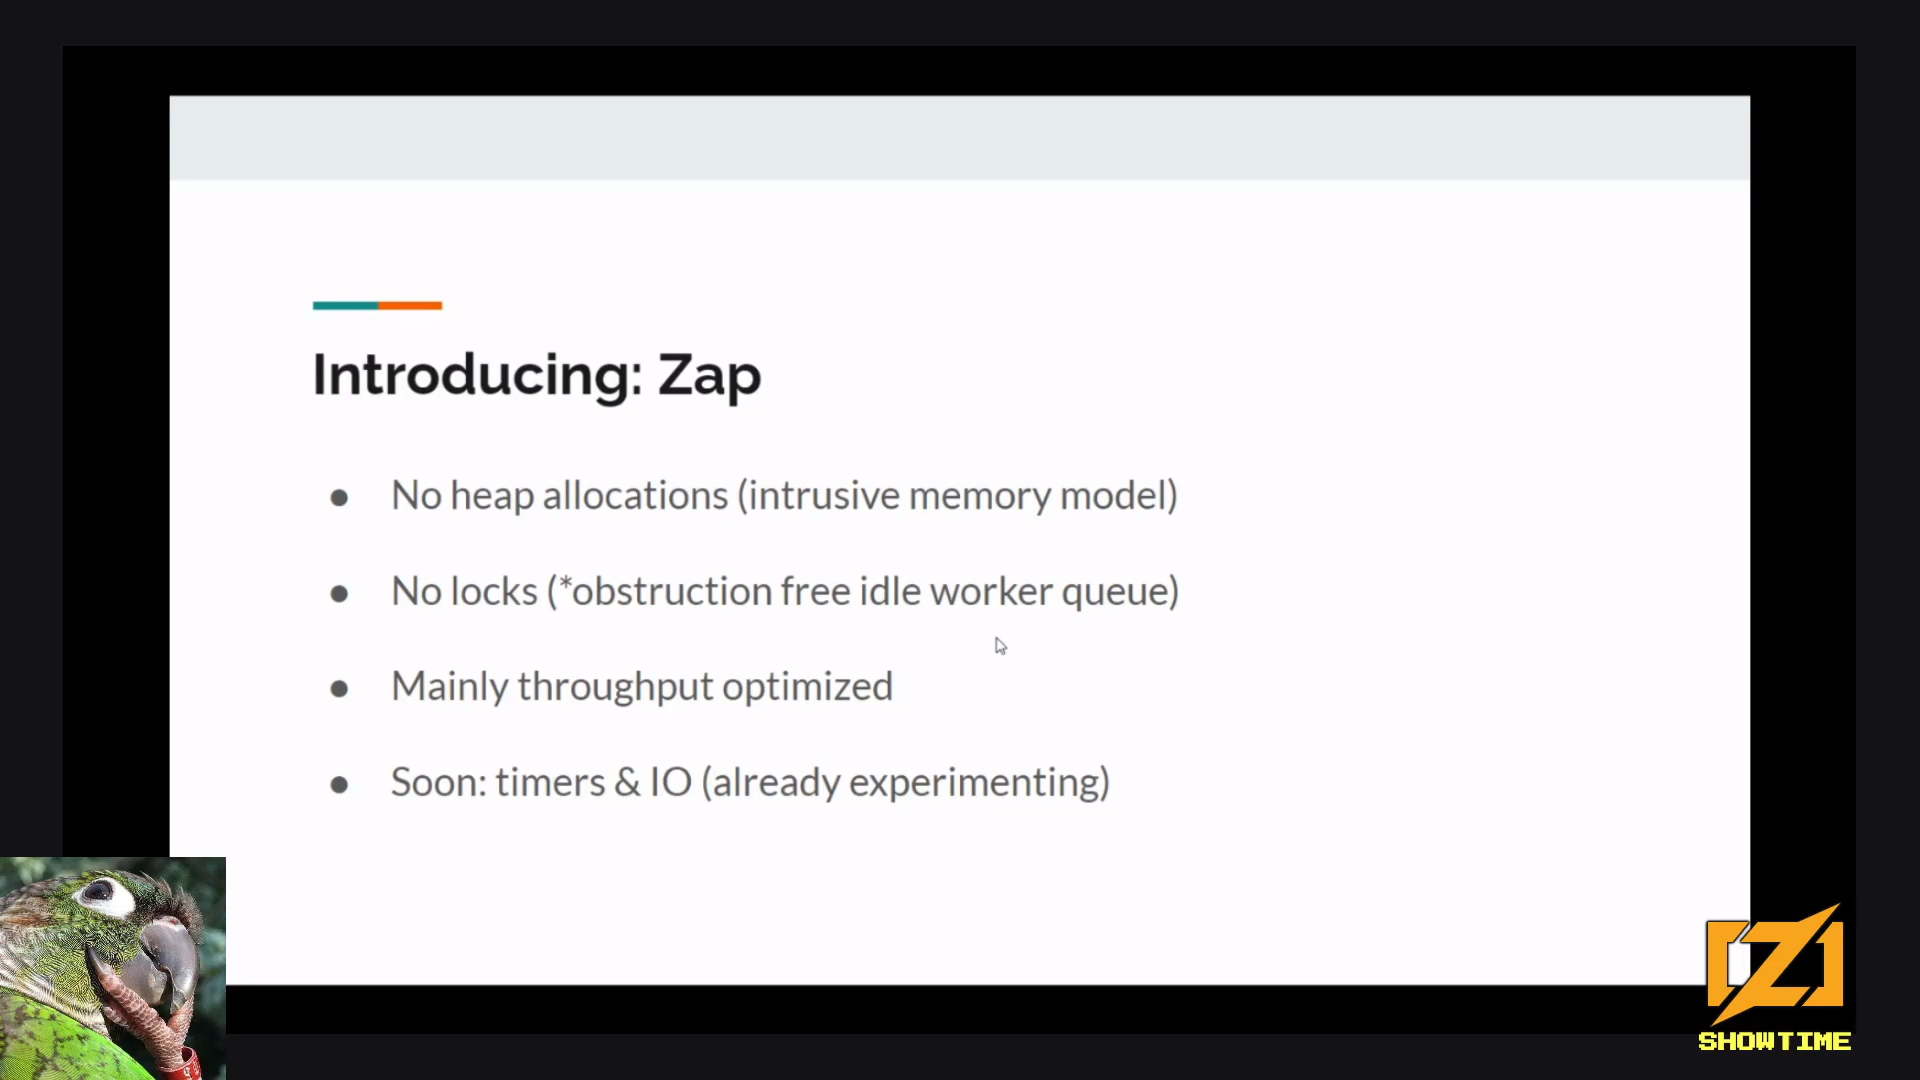 Introducing: Zap
● No heap allocations (intrusive memory model)
● No locks (*obstruction free idle worker queue)
● Mainly throughput optimized
● Soon: timers & IO (already experimenting)
Z
SHOWTIME